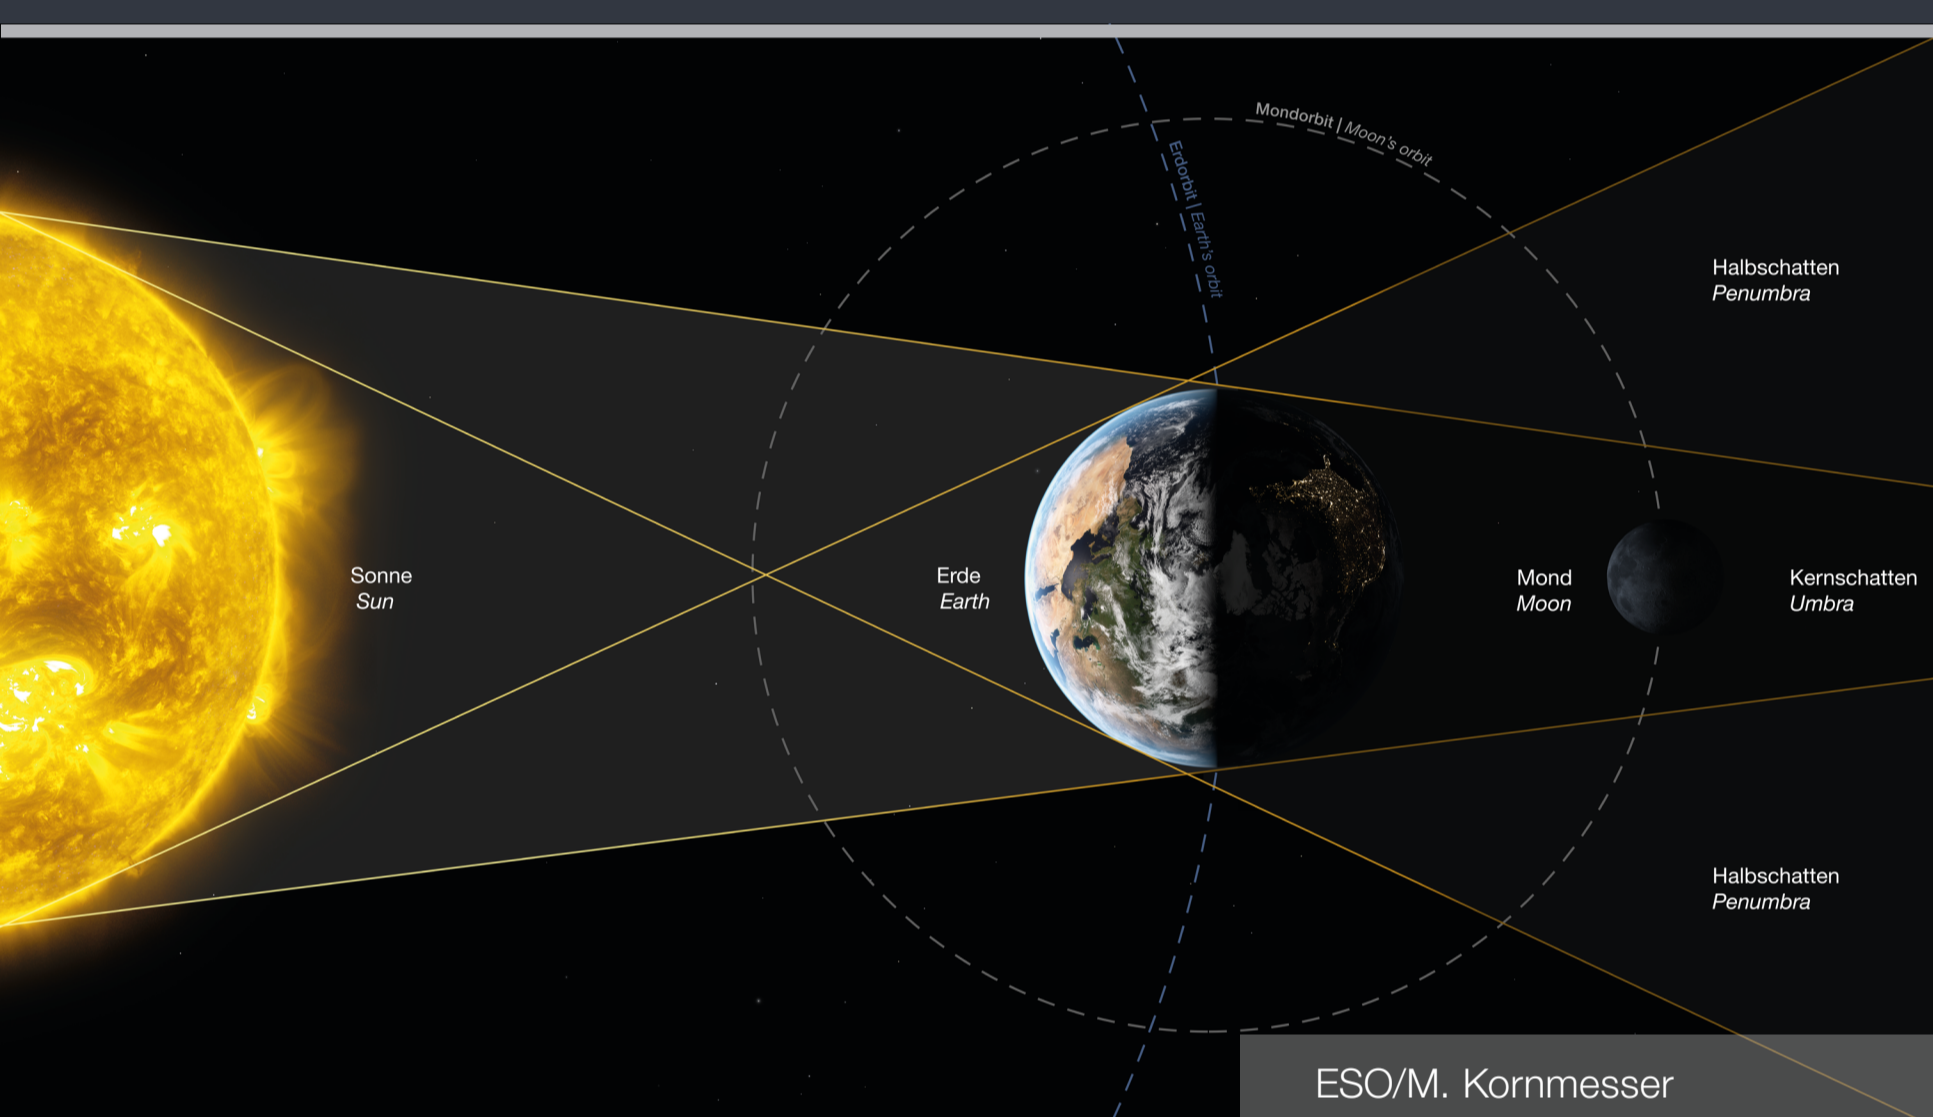 Mondorbit | Moon's orbit
Erdorbit | Earth's orbit
Halbschatten
Penumbra
Sonne
Sun
Erde
Earth
Mond
Moon
Kernschatten
Umbra
Halbschatten
Penumbra
ESO/M. Kornmesser